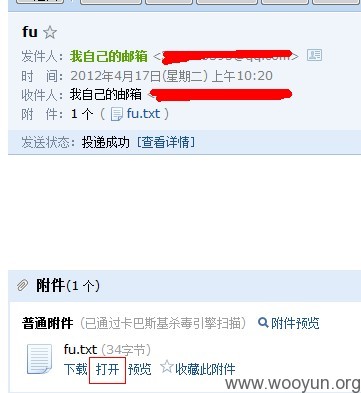 fu
发件人：我自己的邮箱 <
时　间：2012年4月17日(星期二) 上午10:20
收件人：我自己的邮箱 <
附　件：1 个 ( fu.txt )
发送状态：投递成功 [查看详情]
附件(1 个)
普通附件 (已通过卡巴斯基杀毒引擎扫描) 附件预览
fu.txt (34字节)
下载 打开 预览 收藏此附件
www.wooyun.org